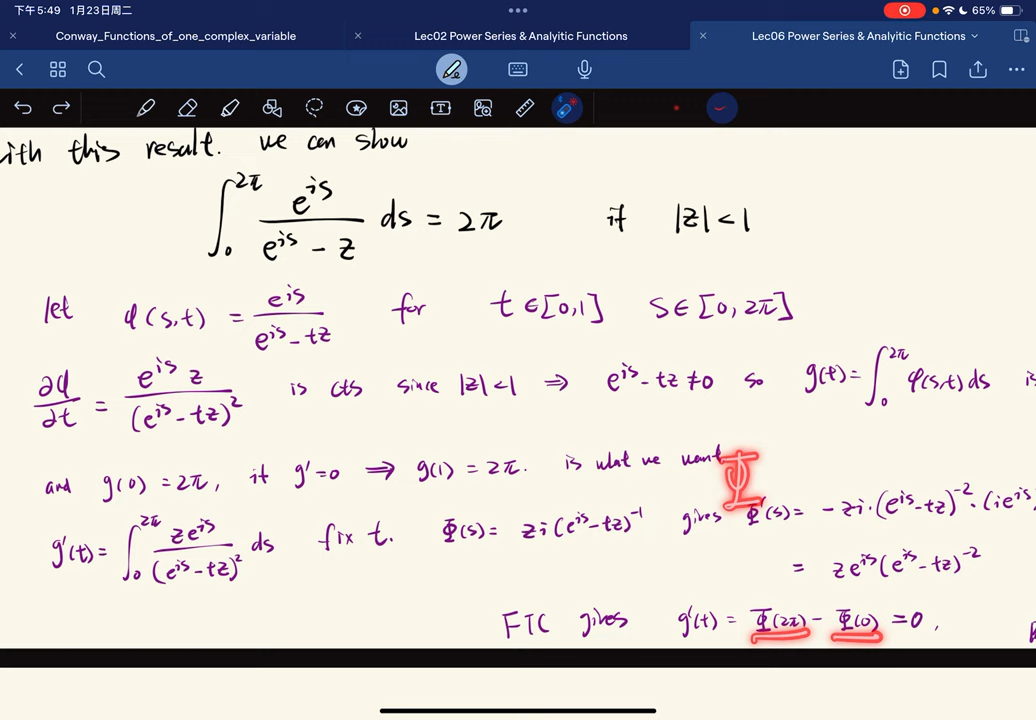 下午5:49 1月23日周二 65%
Conway_Functions_of_one_complex_variable
Lec02 Power Series & Analyitic Functions
Lec06 Power Series & Analyitic Functions
with this result. we can show
∫₀^{2π} e^{is}/(e^{is} - z) ds = 2π if |z| < 1
let φ(s,t) = e^{is}/(e^{is} - tz) for t ∈ [0,1] s ∈ [0, 2π]
∂φ/∂t = e^{is} z/(e^{is} - tz)² is cts since |z| < 1 ⇒ e^{is} - tz ≠ 0 so g(t) = ∫₀^{2π} φ(s,t) ds is
and g(0) = 2π, if g' = 0 ⇒ g(1) = 2π. is what we want
Φ
g'(t) = ∫₀^{2π} z e^{is}/(e^{is} - tz)² ds fix t. Φ(s) = zi(e^{is} - tz)^{-1} gives Φ'(s) = -zi·(e^{is} - tz)^{-2}·(ie^{is}
= z e^{is}(e^{is} - tz)^{-2}
FTC gives g'(t) = Φ(2π) - Φ(0) = 0,